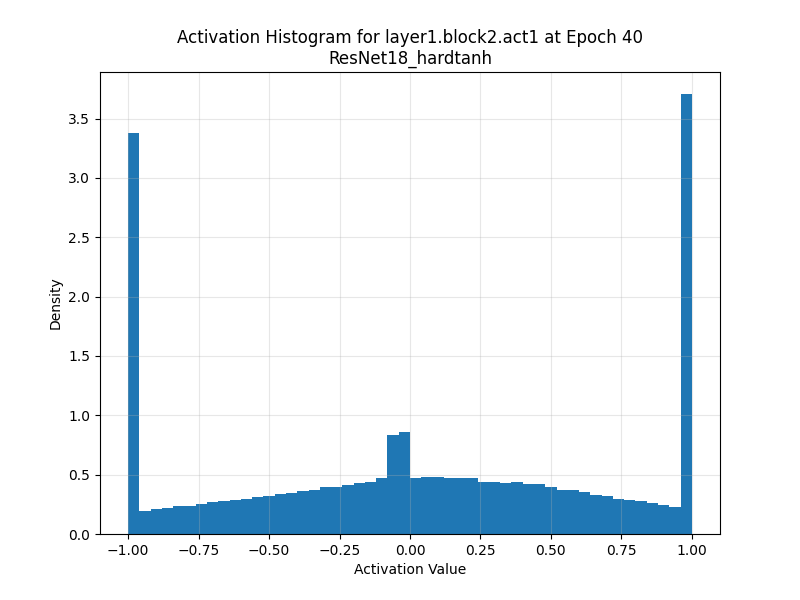 Activation Histogram for layer1.block2.act1 at Epoch 40
ResNet18_hardtanh
Density
3.5
3.0
2.5
2.0
1.5
1.0
0.5
0.0
−1.00 −0.75 −0.50 −0.25 0.00 0.25 0.50 0.75 1.00
Activation Value